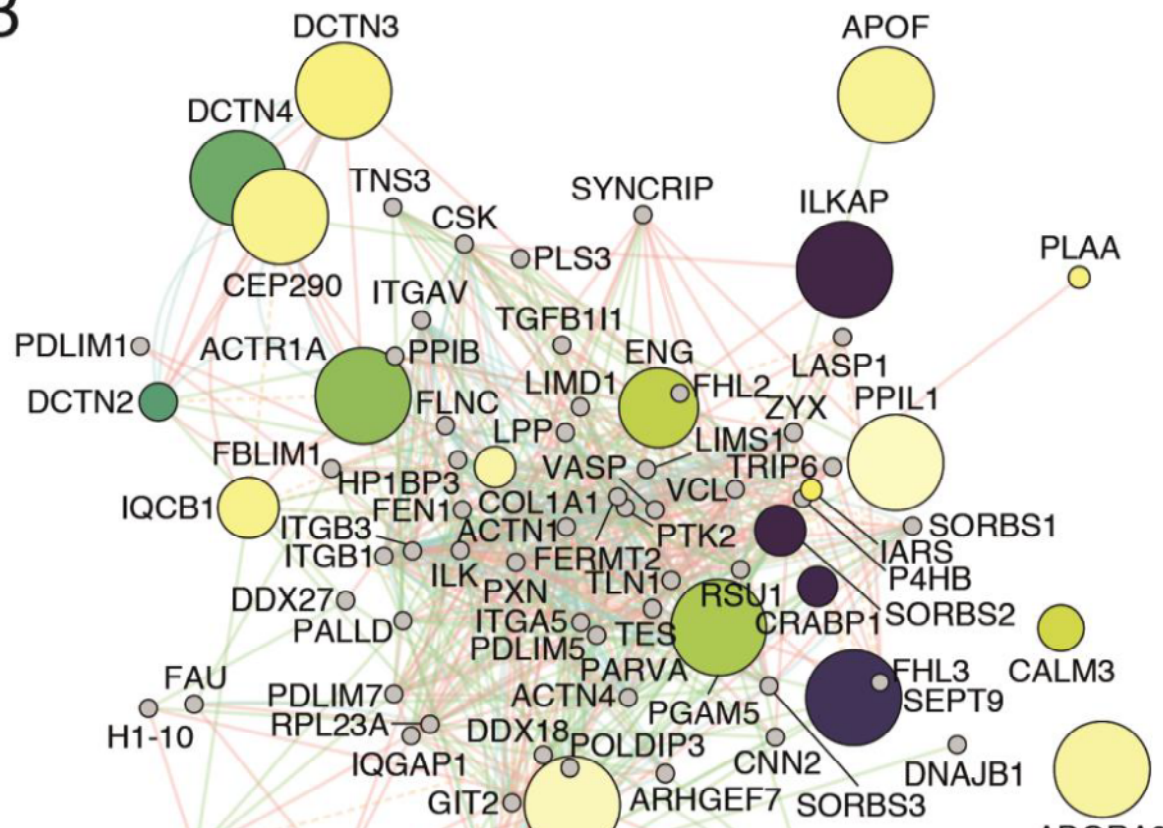 DCTN3
APOF
DCTN4
TNS3
SYNCRIP
ILKAP
CSK
PLAA
PLS3
CEP290
ITGAV
TGFB1I1
PDLIM1
ACTR1A
PPIB
ENG
LASP1
LIMD1
FHL2
PPIL1
DCTN2
FLNC
ZYX
LPP
LIMS1
FBLIM1
VASP
TRIP6
HP1BP3
VCL
IQCB1
FEN1
COL1A1
ITGB3
ACTN1
PTK2
SORBS1
ITGB1
FERMT2
IARS
ILK
TLN1
P4HB
PXN
RSU1
DDX27
SORBS2
ITGA5
CRABP1
PALLD
TES
PDLIM5
PARVA
CALM3
FAU
FHL3
PDLIM7
ACTN4
SEPT9
PGAM5
RPL23A
H1-10
DDX18
POLDIP3
IQGAP1
CNN2
DNAJB1
GIT2
ARHGEF7
SORBS3